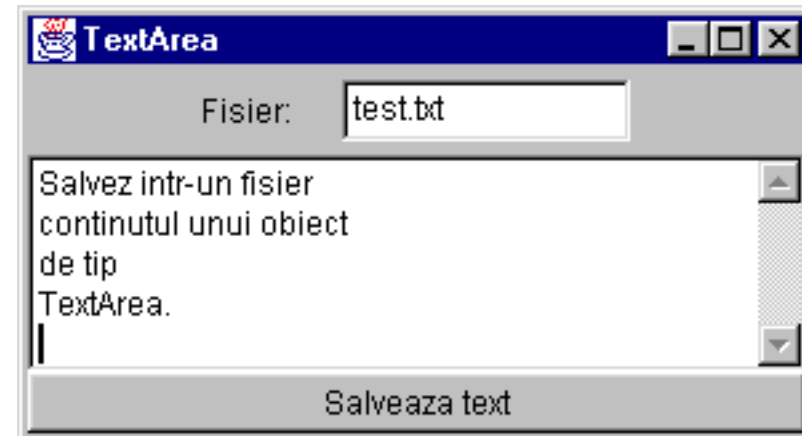 TextArea
Fisier: test.txt
Salvez intr-un fisier
continutul unui obiect
de tip
TextArea.
Salveaza text